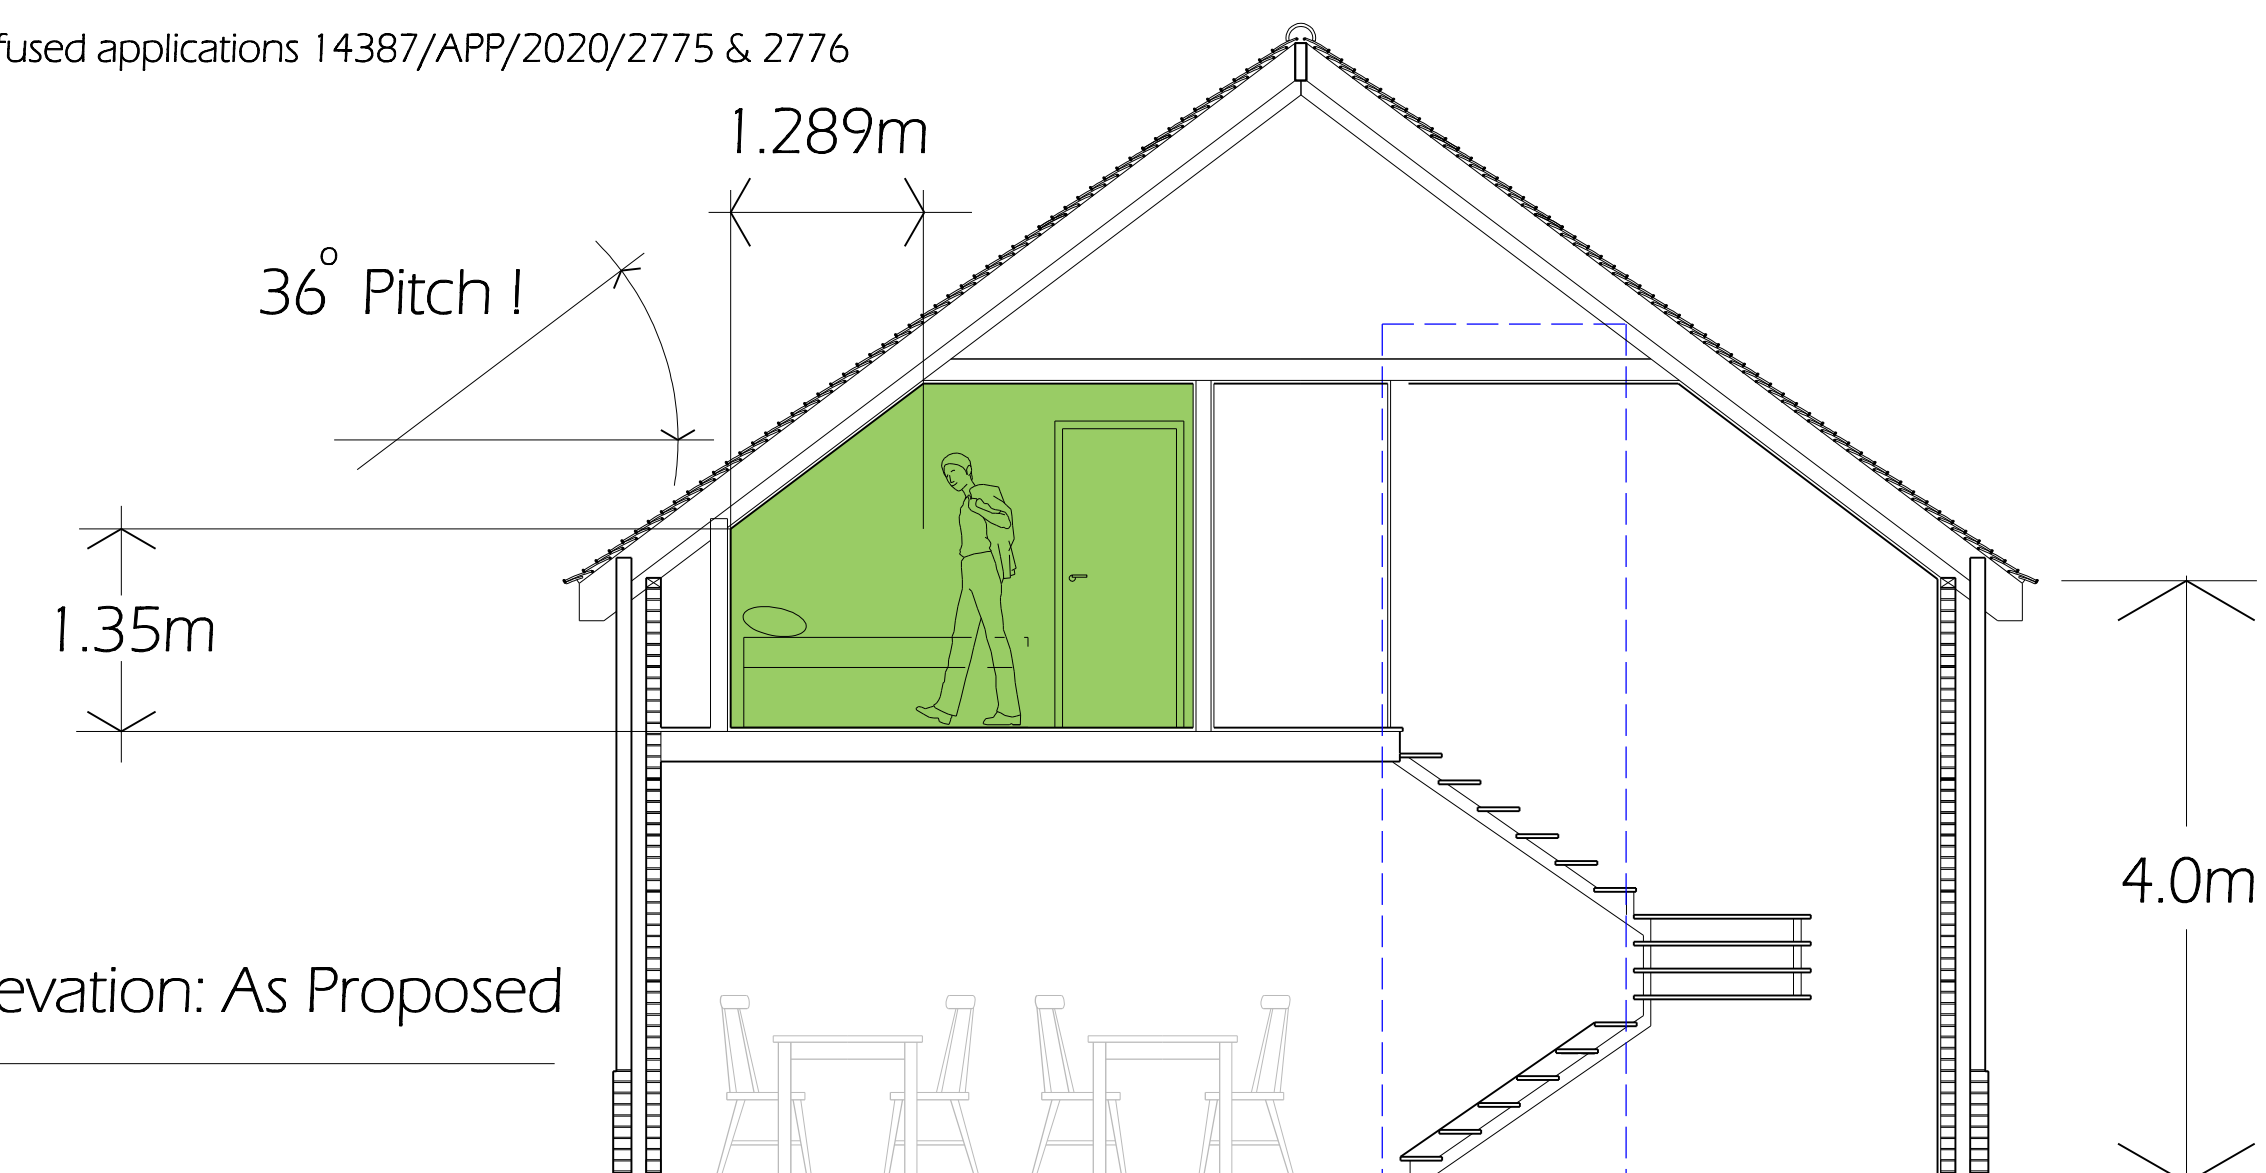 fused applications 14387/APP/2020/2775 & 2776
1.289m
36° Pitch !
1.35m
4.0m
evation: As Proposed